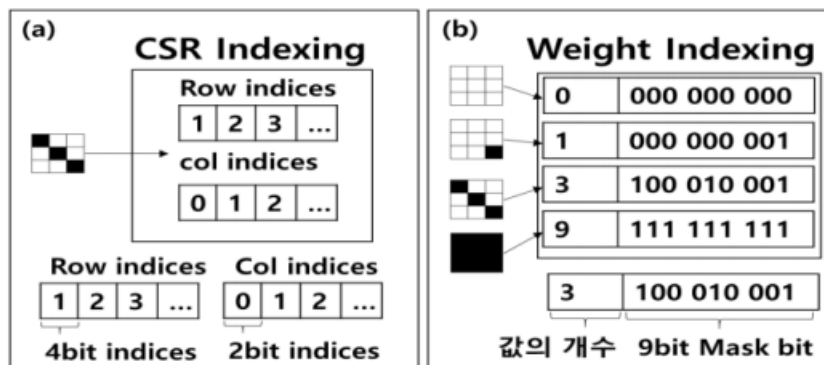 (a)
CSR Indexing
Row indices
1 2 3 ...
col indices
0 1 2 ...
Row indices Col indices
1 2 3 ... 0 1 2 ...
4bit indices 2bit indices
(b)
Weight Indexing
0 000 000 000
1 000 000 001
3 100 010 001
9 111 111 111
3 100 010 001
값의 개수 9bit Mask bit